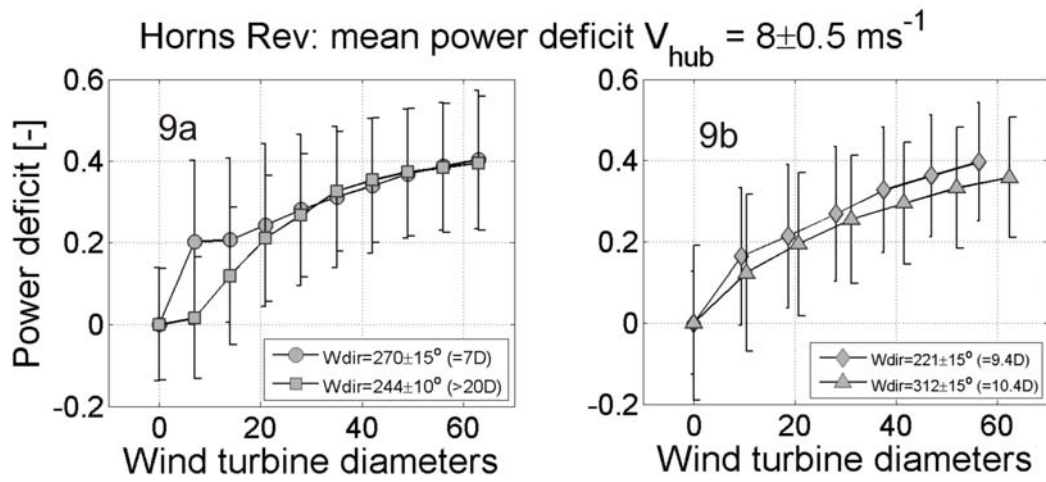 Horns Rev: mean power deficit V_hub = 8±0.5 ms⁻¹
Power deficit [-]
9a
0.6
0.4
0.2
0
-0.2
0 20 40 60
Wdir=270±15° (=7D)
Wdir=244±10° (>20D)
Wind turbine diameters
9b
0.6
0.4
0.2
0
-0.2
0 20 40 60
Wdir=221±15° (=9.4D)
Wdir=312±15° (=10.4D)
Wind turbine diameters